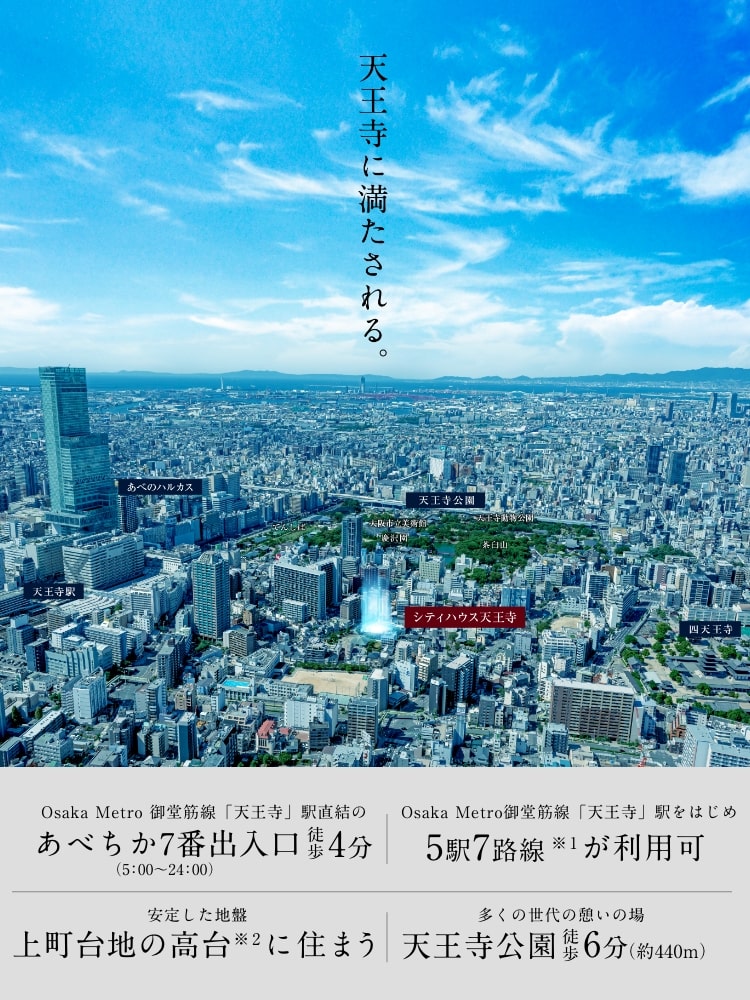 天王寺に満たされる。
あべのハルカス
天王寺公園
てんしば
大阪市立美術館
天王寺動物公園
慶沢園
茶臼山
天王寺駅
シティハウス天王寺
四天王寺
Osaka Metro 御堂筋線「天王寺」駅直結の
あべちか7番出入口 徒歩4分
(5:00〜24:00)
Osaka Metro御堂筋線「天王寺」駅をはじめ
5駅7路線※1が利用可
安定した地盤
上町台地の高台※2に住まう
多くの世代の憩いの場
天王寺公園 徒歩6分(約440m)